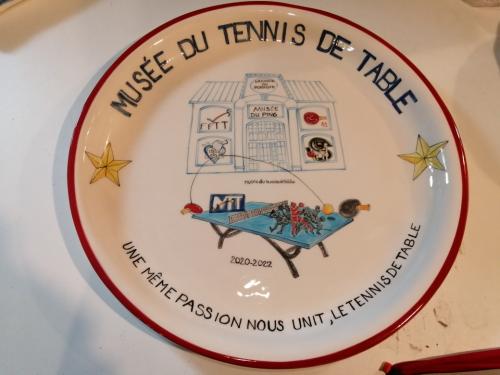 MUSÉE DU TENNIS DE TABLE
MUSÉE
DU PING
FFTT
MTT
2020-2022
UNE MÊME PASSION NOUS UNIT, LE TENNIS DE TABLE